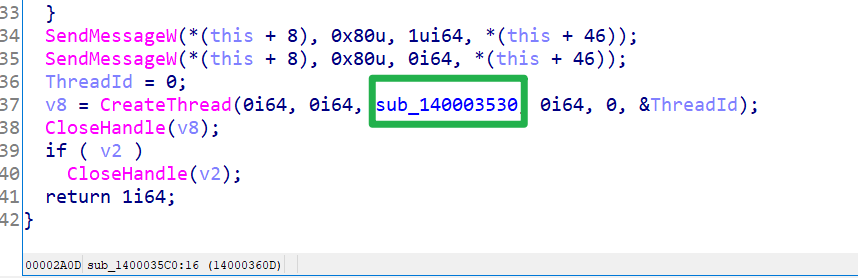 33 }
34 SendMessageW(*(this + 8), 0x80u, 1ui64, *(this + 46));
35 SendMessageW(*(this + 8), 0x80u, 0i64, *(this + 46));
36 ThreadId = 0;
37 v8 = CreateThread(0i64, 0i64, sub_140003530, 0i64, 0, &ThreadId);
38 CloseHandle(v8);
39 if ( v2 )
40 CloseHandle(v2);
41 return 1i64;
42 }
00002A0D sub_1400035C0:16 (14000360D)